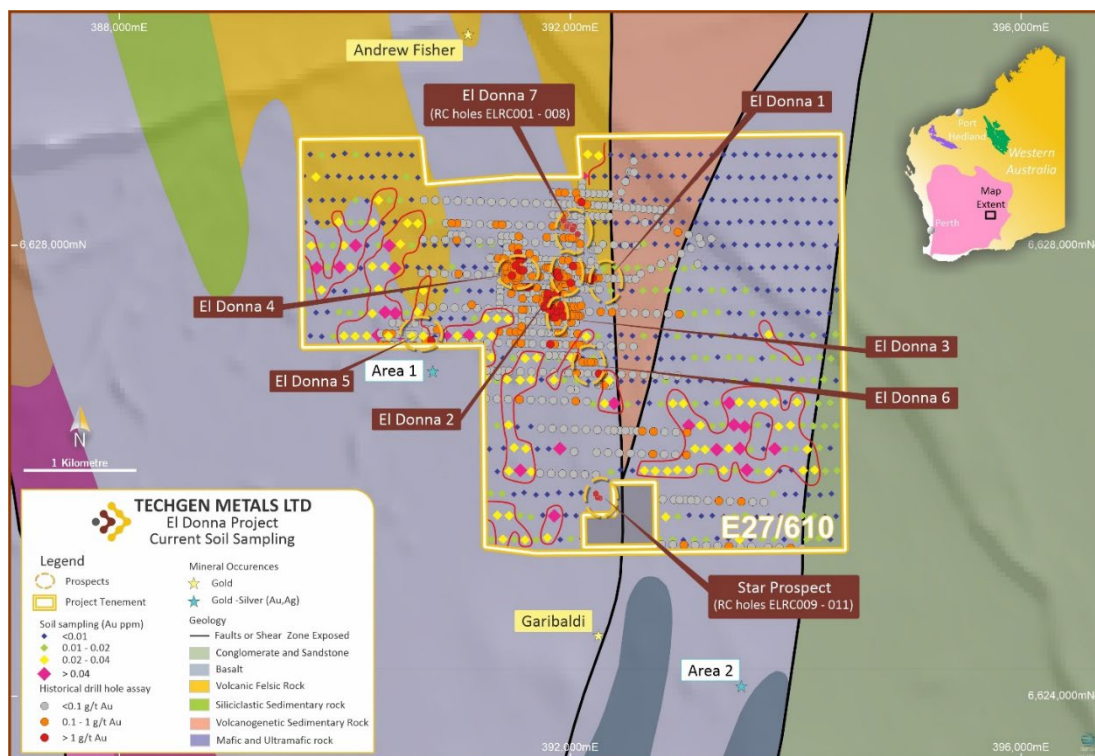 388,000mE
392,000mE
396,000mE
Andrew Fisher
El Donna 7
(RC holes ELRC001 - 008)
El Donna 1
Port
Hedland
Western
Australia
Map
Extent
Perth
6,628,000mN
6,628,000mN
El Donna 4
El Donna 3
El Donna 5
Area 1
El Donna 2
El Donna 6
N
1 Kilometre
E27/610
Star Prospect
(RC holes ELRC009 - 011)
Garibaldi
Area 2
6,624,000mN
392,000mE
396,000mE
TECHGEN METALS LTD
El Donna Project
Current Soil Sampling
Legend
Prospects
Project Tenement
Soil sampling (Au ppm)
<0.01
0.01 - 0.02
0.02 - 0.04
> 0.04
Historical drill hole assay
<0.1 g/t Au
0.1 - 1 g/t Au
> 1 g/t Au
Mineral Occurences
Gold
Gold -Silver (Au,Ag)
Geology
Faults or Shear Zone Exposed
Conglomerate and Sandstone
Basalt
Volcanic Felsic Rock
Siliciclastic Sedimentary rock
Volcanogenetic Sedimentary Rock
Mafic and Ultramafic rock